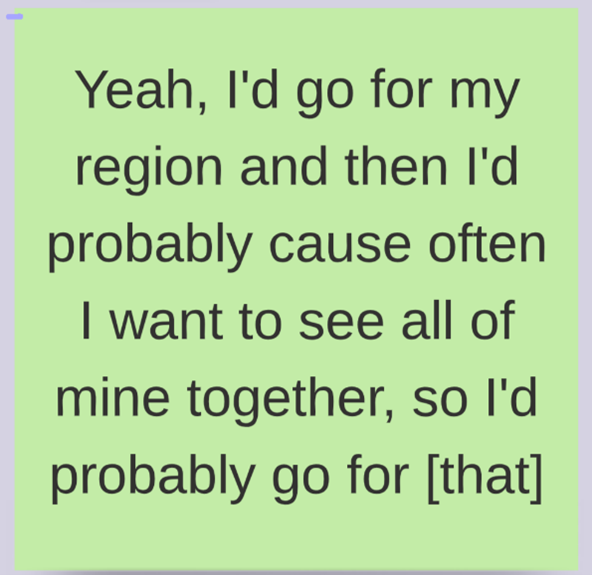 Yeah, I'd go for my
region and then I'd
probably cause often
I want to see all of
mine together, so I'd
probably go for [that]